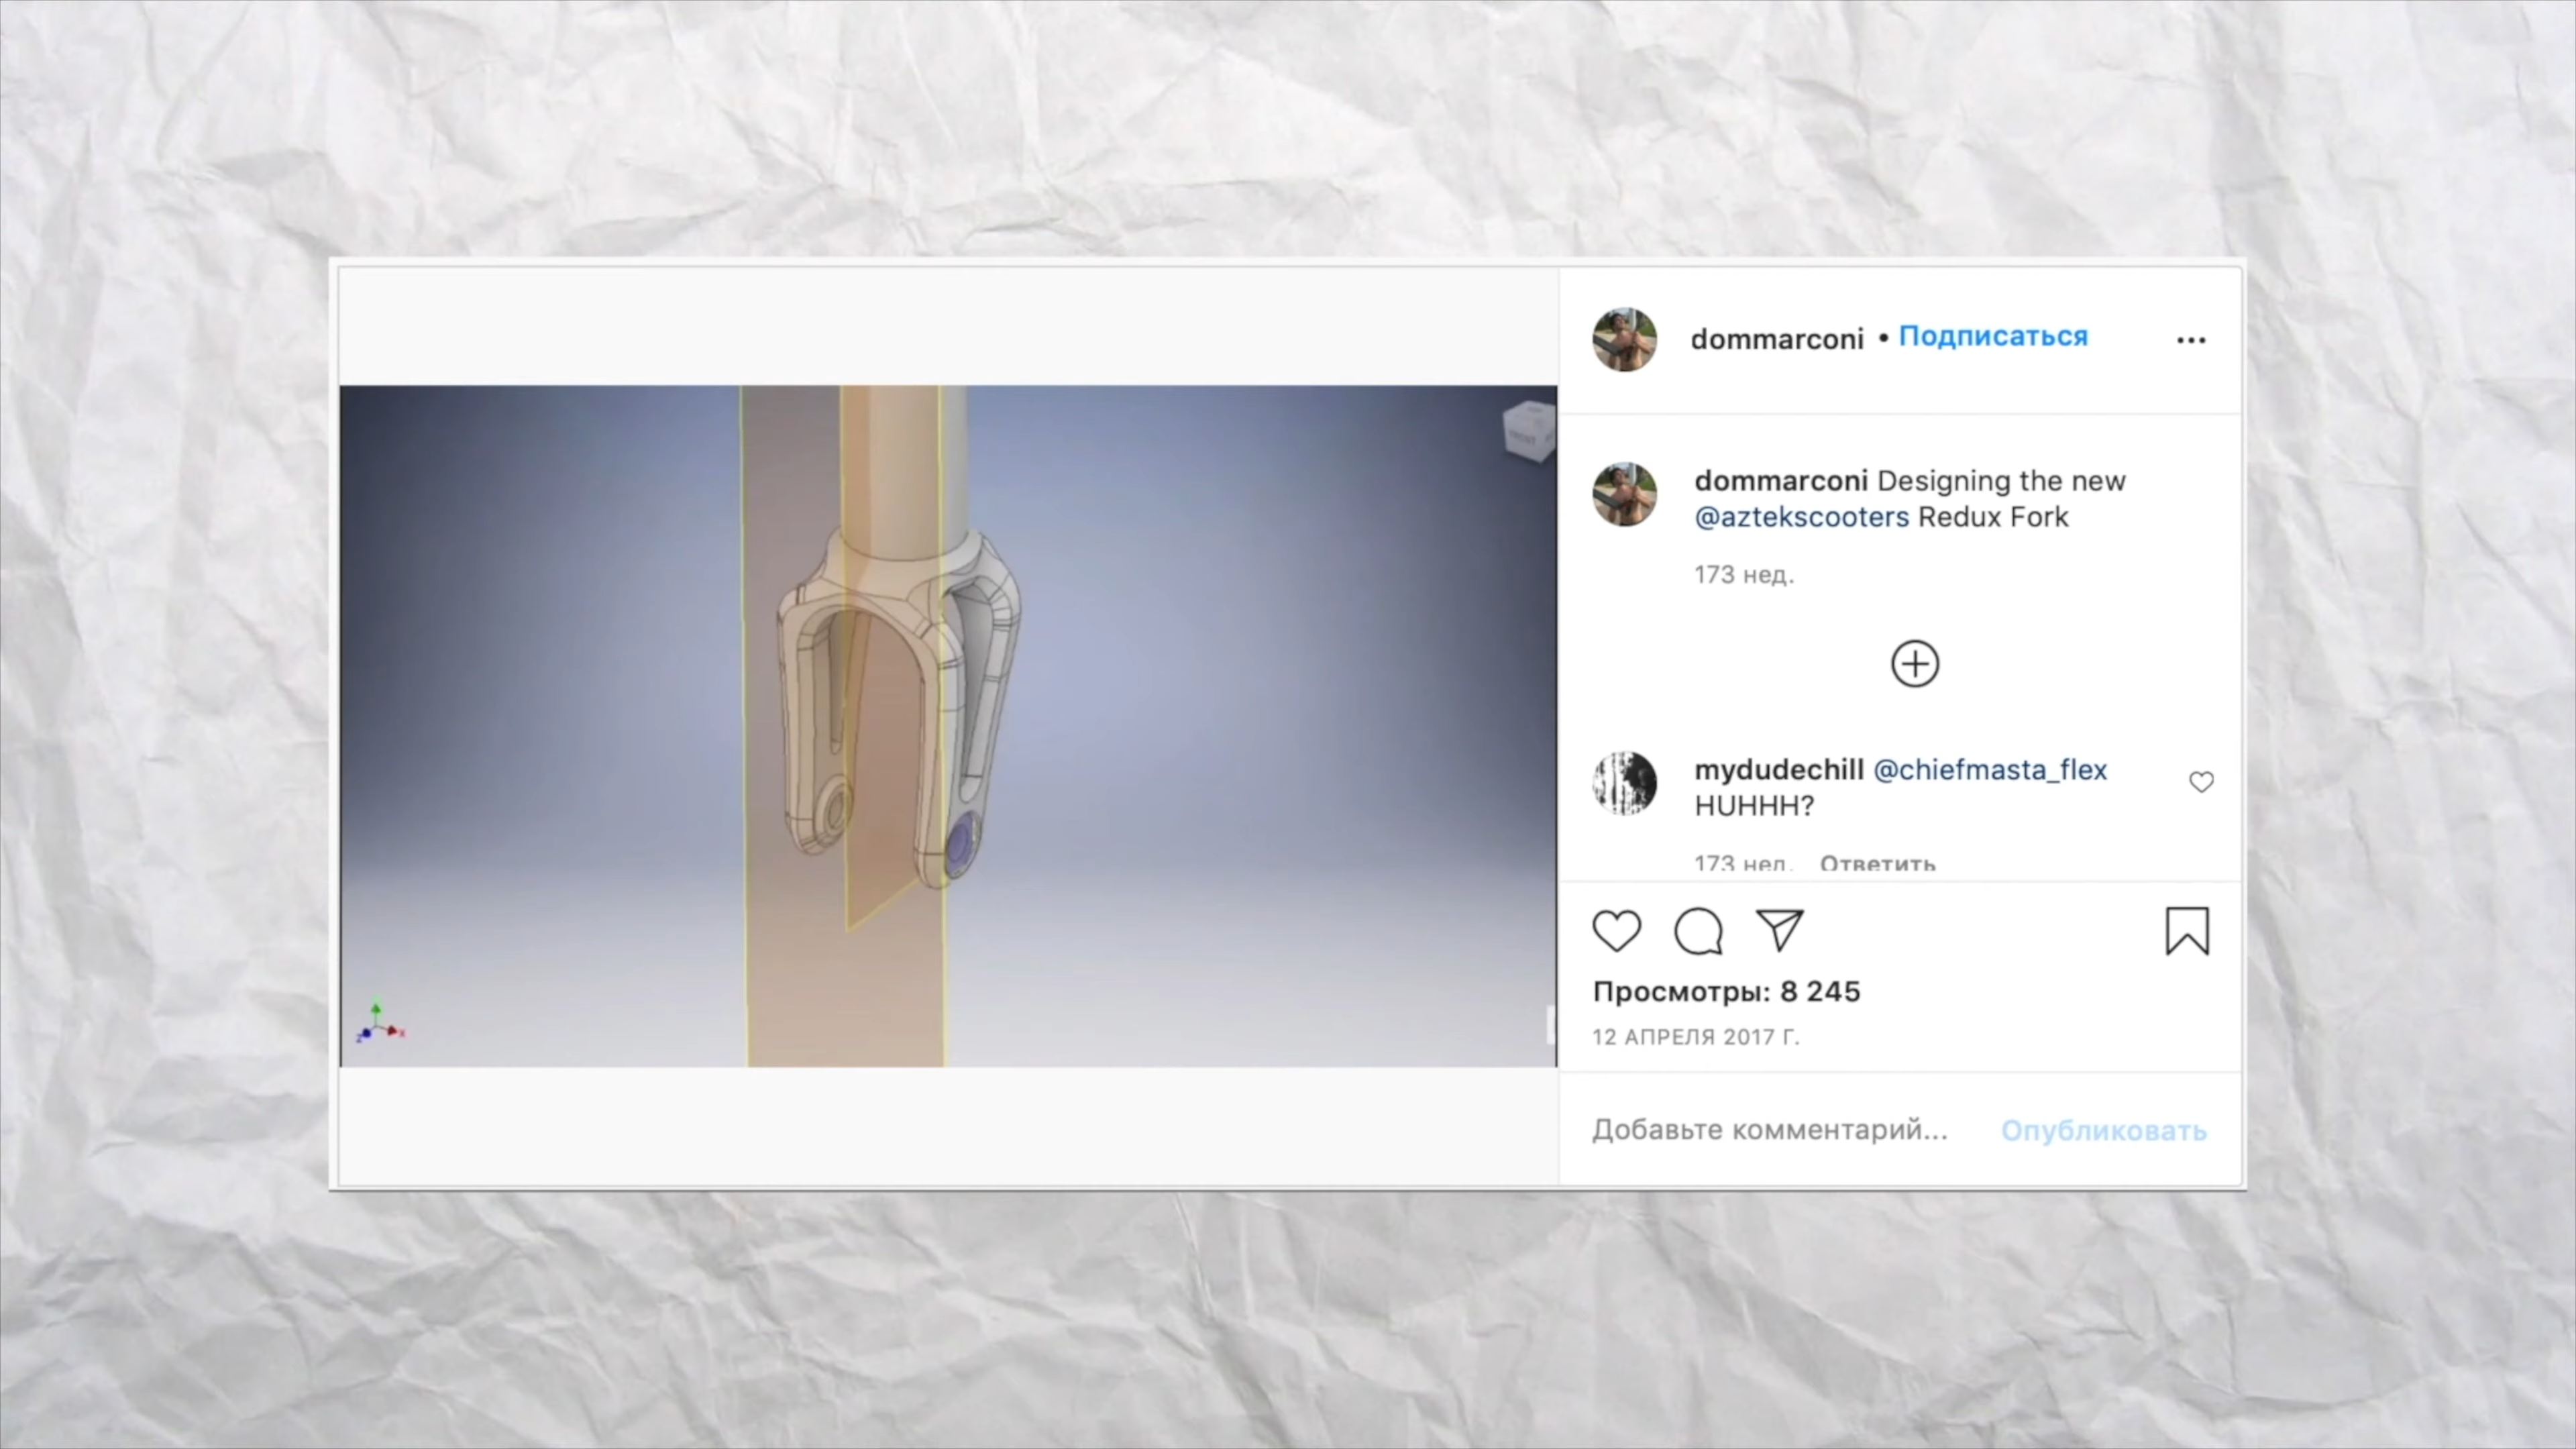 dommarconi • Подписаться
dommarconi Designing the new
@aztekscooters Redux Fork
173 нед.
mydudechill @chiefmasta_flex
HUHHH?
173 нед. Ответить
Просмотры: 8 245
12 АПРЕЛЯ 2017 Г.
Добавьте комментарий... Опубликовать